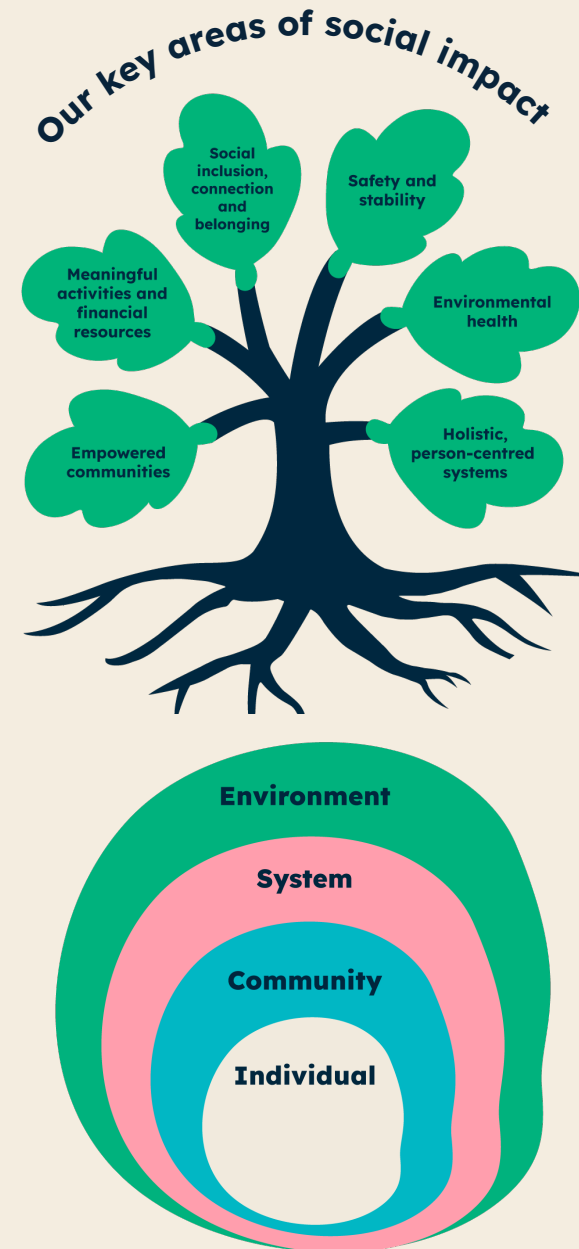 Our key areas of social impact
Social
inclusion,
connection
and
belonging
Safety and
stability
Meaningful
activities and
financial
resources
Environmental
health
Empowered
communities
Holistic,
person-centred
systems
Environment
System
Community
Individual